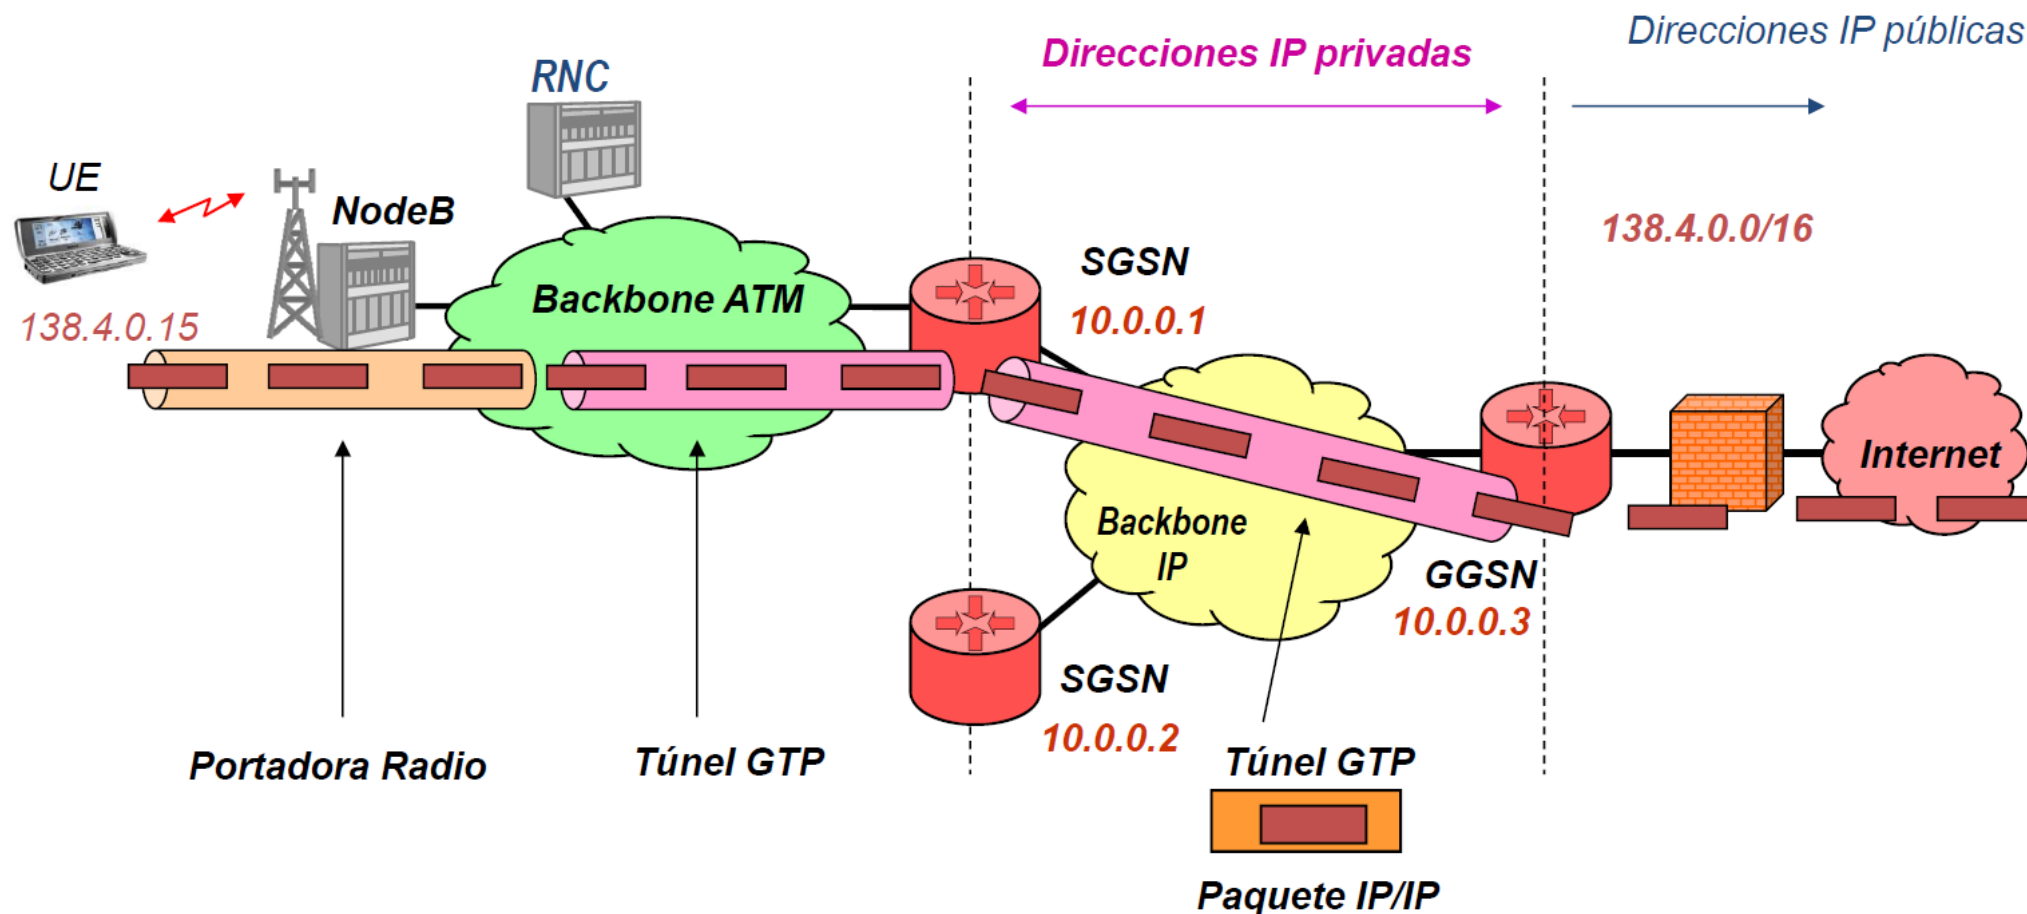 Direcciones IP privadas
Direcciones IP públicas
RNC
UE
NodeB
138.4.0.0/16
SGSN
Backbone ATM
10.0.0.1
138.4.0.15
Internet
Backbone
IP
GGSN
10.0.0.3
SGSN
10.0.0.2
Portadora Radio
Túnel GTP
Túnel GTP
Paquete IP/IP